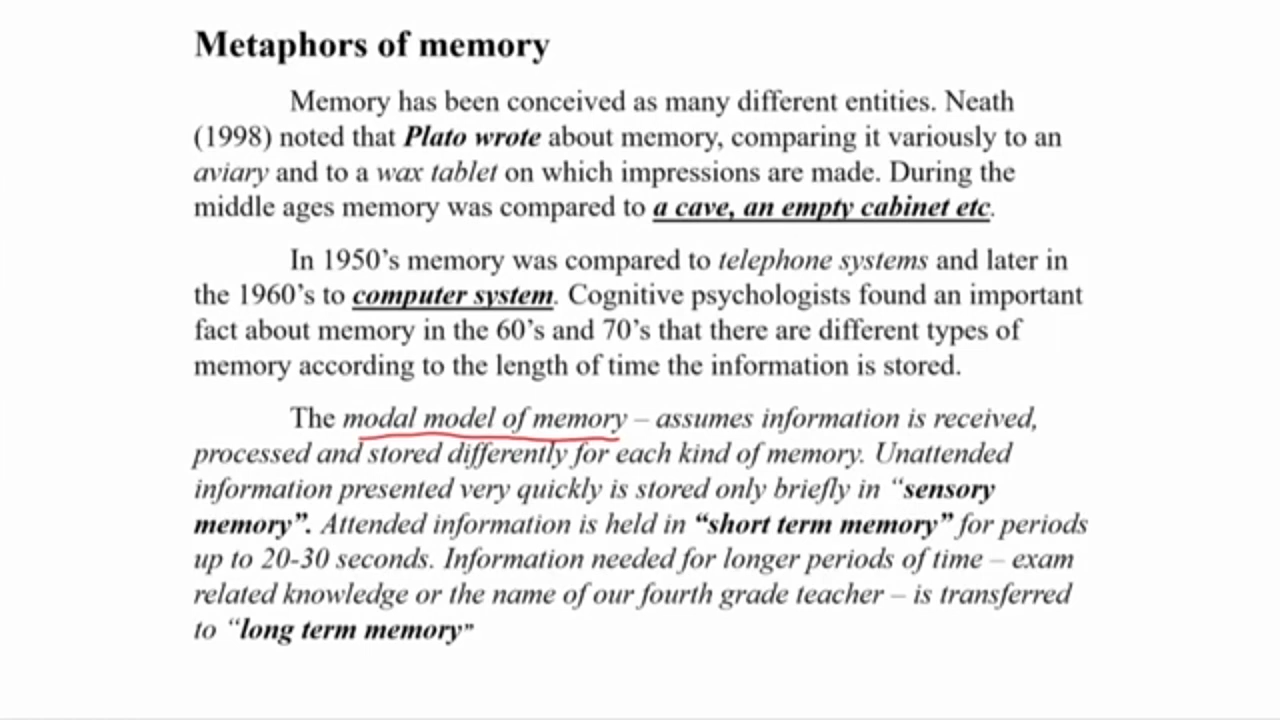 Metaphors of memory
Memory has been conceived as many different entities. Neath
(1998) noted that Plato wrote about memory, comparing it variously to an
aviary and to a wax tablet on which impressions are made. During the
middle ages memory was compared to a cave, an empty cabinet etc.
In 1950’s memory was compared to telephone systems and later in
the 1960’s to computer system. Cognitive psychologists found an important
fact about memory in the 60’s and 70’s that there are different types of
memory according to the length of time the information is stored.
The modal model of memory – assumes information is received,
processed and stored differently for each kind of memory. Unattended
information presented very quickly is stored only briefly in “sensory
memory”. Attended information is held in “short term memory” for periods
up to 20-30 seconds. Information needed for longer periods of time – exam
related knowledge or the name of our fourth grade teacher – is transferred
to “long term memory”